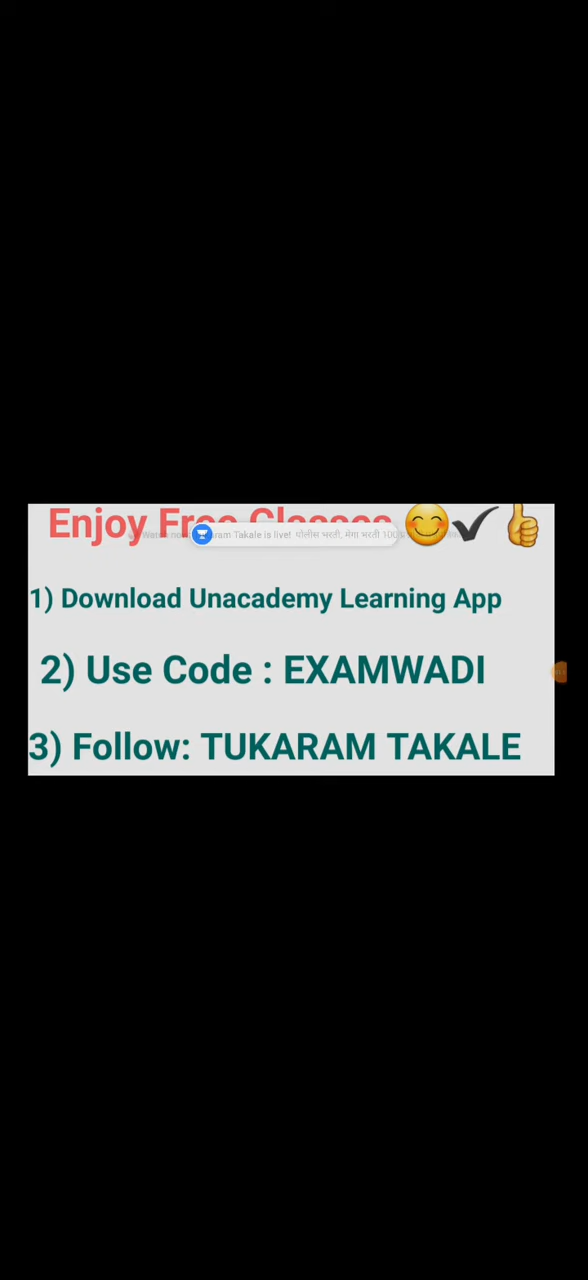 Enjoy Free Classes 😊✔👍
Takale is live! पोलीस भरती, मेगा भरती 100
1) Download Unacademy Learning App
2) Use Code : EXAMWADI
3) Follow: TUKARAM TAKALE